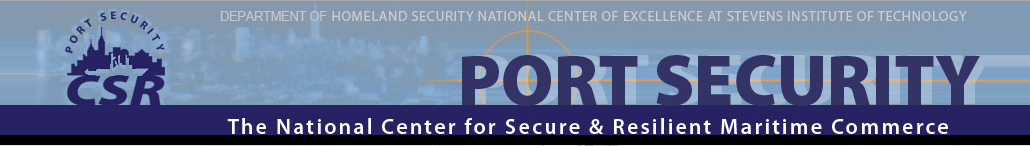 DEPARTMENT OF HOMELAND SECURITY NATIONAL CENTER OF EXCELLENCE AT STEVENS INSTITUTE OF TECHNOLOGY
PORT SECURITY
CSR
PORT SECURITY
The National Center for Secure & Resilient Maritime Commerce